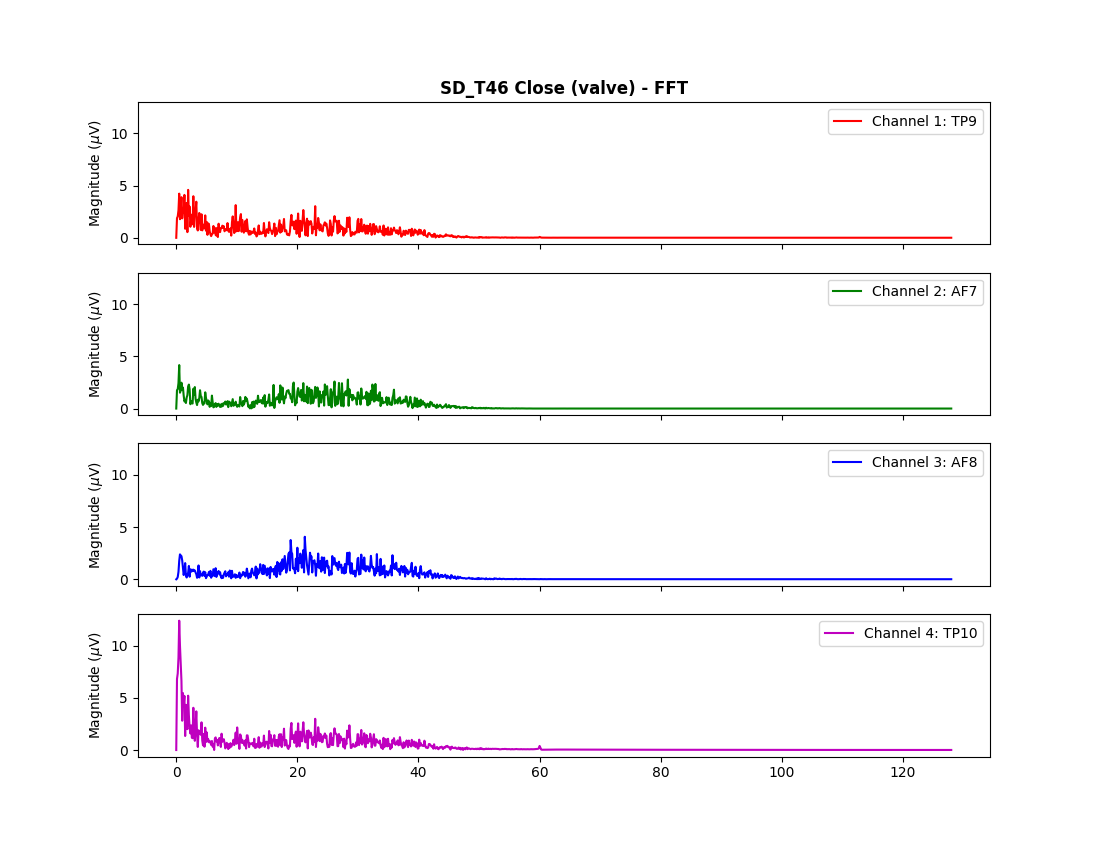 SD_T46 Close (valve) - FFT
Magnitude (μV)
10
5
0
Channel 1: TP9
Magnitude (μV)
10
5
0
Channel 2: AF7
Magnitude (μV)
10
5
0
Channel 3: AF8
Magnitude (μV)
10
5
0
Channel 4: TP10
0 20 40 60 80 100 120